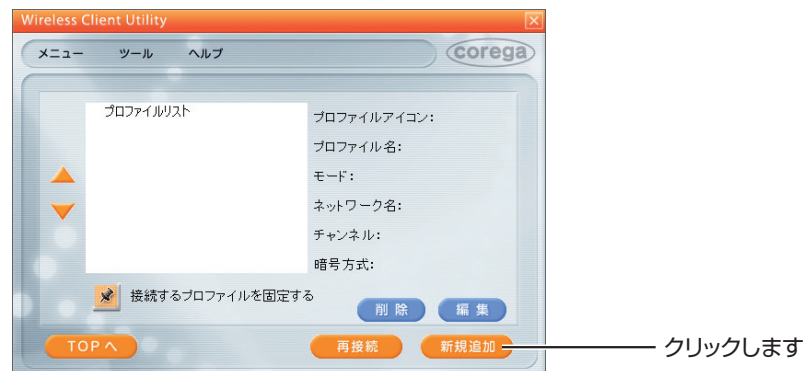 Wireless Client Utility
メニュー ツール ヘルプ
corega
プロファイルリスト
プロファイルアイコン:
プロファイル名:
モード:
ネットワーク名:
チャンネル:
暗号方式:
接続するプロファイルを固定する
削除 編集
TOPへ 再接続 新規追加
クリックします